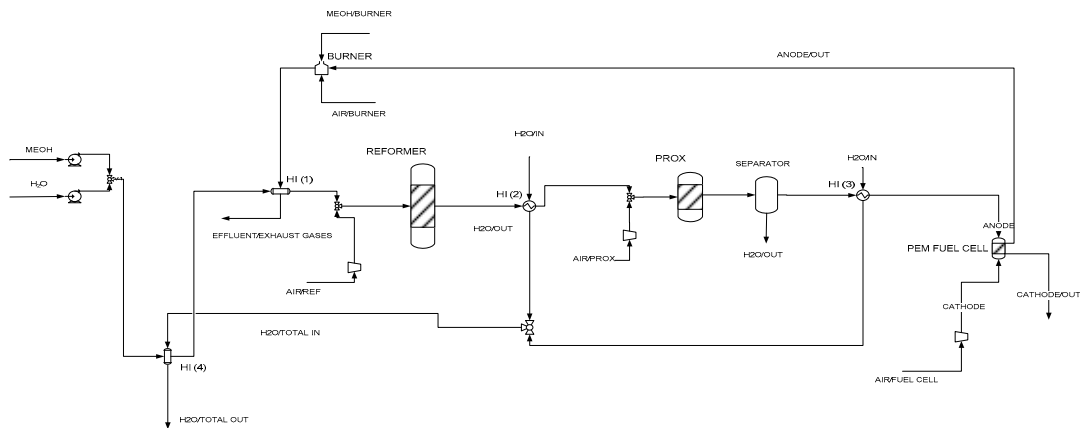 MEOH/BURNER
BURNER
ANODE/OUT
AIR/BURNER
H2O/IN
MEOH
REFORMER
PROX
SEPARATOR
H2O/IN
H₂O
HI (1)
HI (2)
HI (3)
EFFLUENT/EXHAUST GASES
H2O/OUT
ANODE
PEM FUEL CELL
AIR/PROX
H2O/OUT
AIR/REF
CATHODE/OUT
CATHODE
H2O/TOTAL IN
HI (4)
AIR/FUEL CELL
H2O/TOTAL OUT